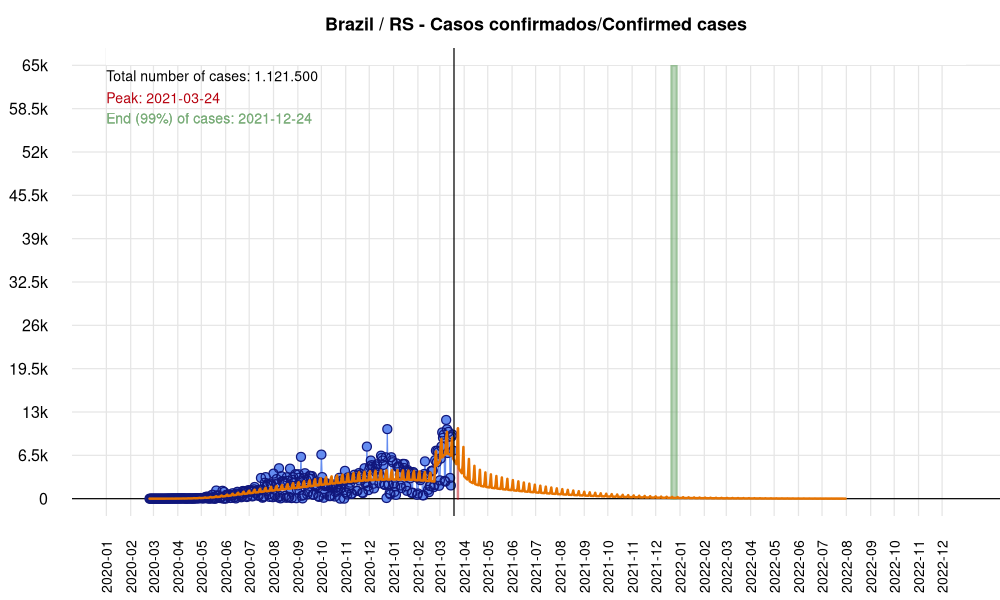 Brazil / RS - Casos confirmados/Confirmed cases
Total number of cases: 1.121.500
Peak: 2021-03-24
End (99%) of cases: 2021-12-24
65k
58.5k
52k
45.5k
39k
32.5k
26k
19.5k
13k
6.5k
0
2020-01
2020-02
2020-03
2020-04
2020-05
2020-06
2020-07
2020-08
2020-09
2020-10
2020-11
2020-12
2021-01
2021-02
2021-03
2021-04
2021-05
2021-06
2021-07
2021-08
2021-09
2021-10
2021-11
2021-12
2022-01
2022-02
2022-03
2022-04
2022-05
2022-06
2022-07
2022-08
2022-09
2022-10
2022-11
2022-12